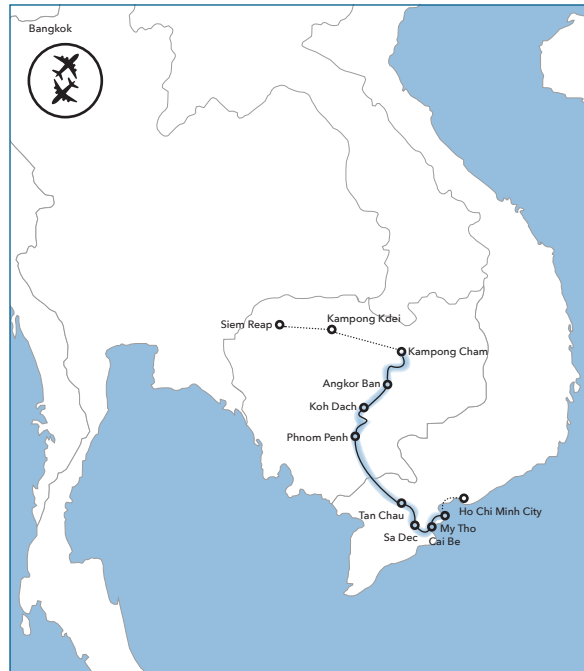 Bangkok
Siem Reap
Kampong Kdei
Kampong Cham
Angkor Ban
Koh Dach
Phnom Penh
Tan Chau
Ho Chi Minh City
My Tho
Sa Dec
Cai Be